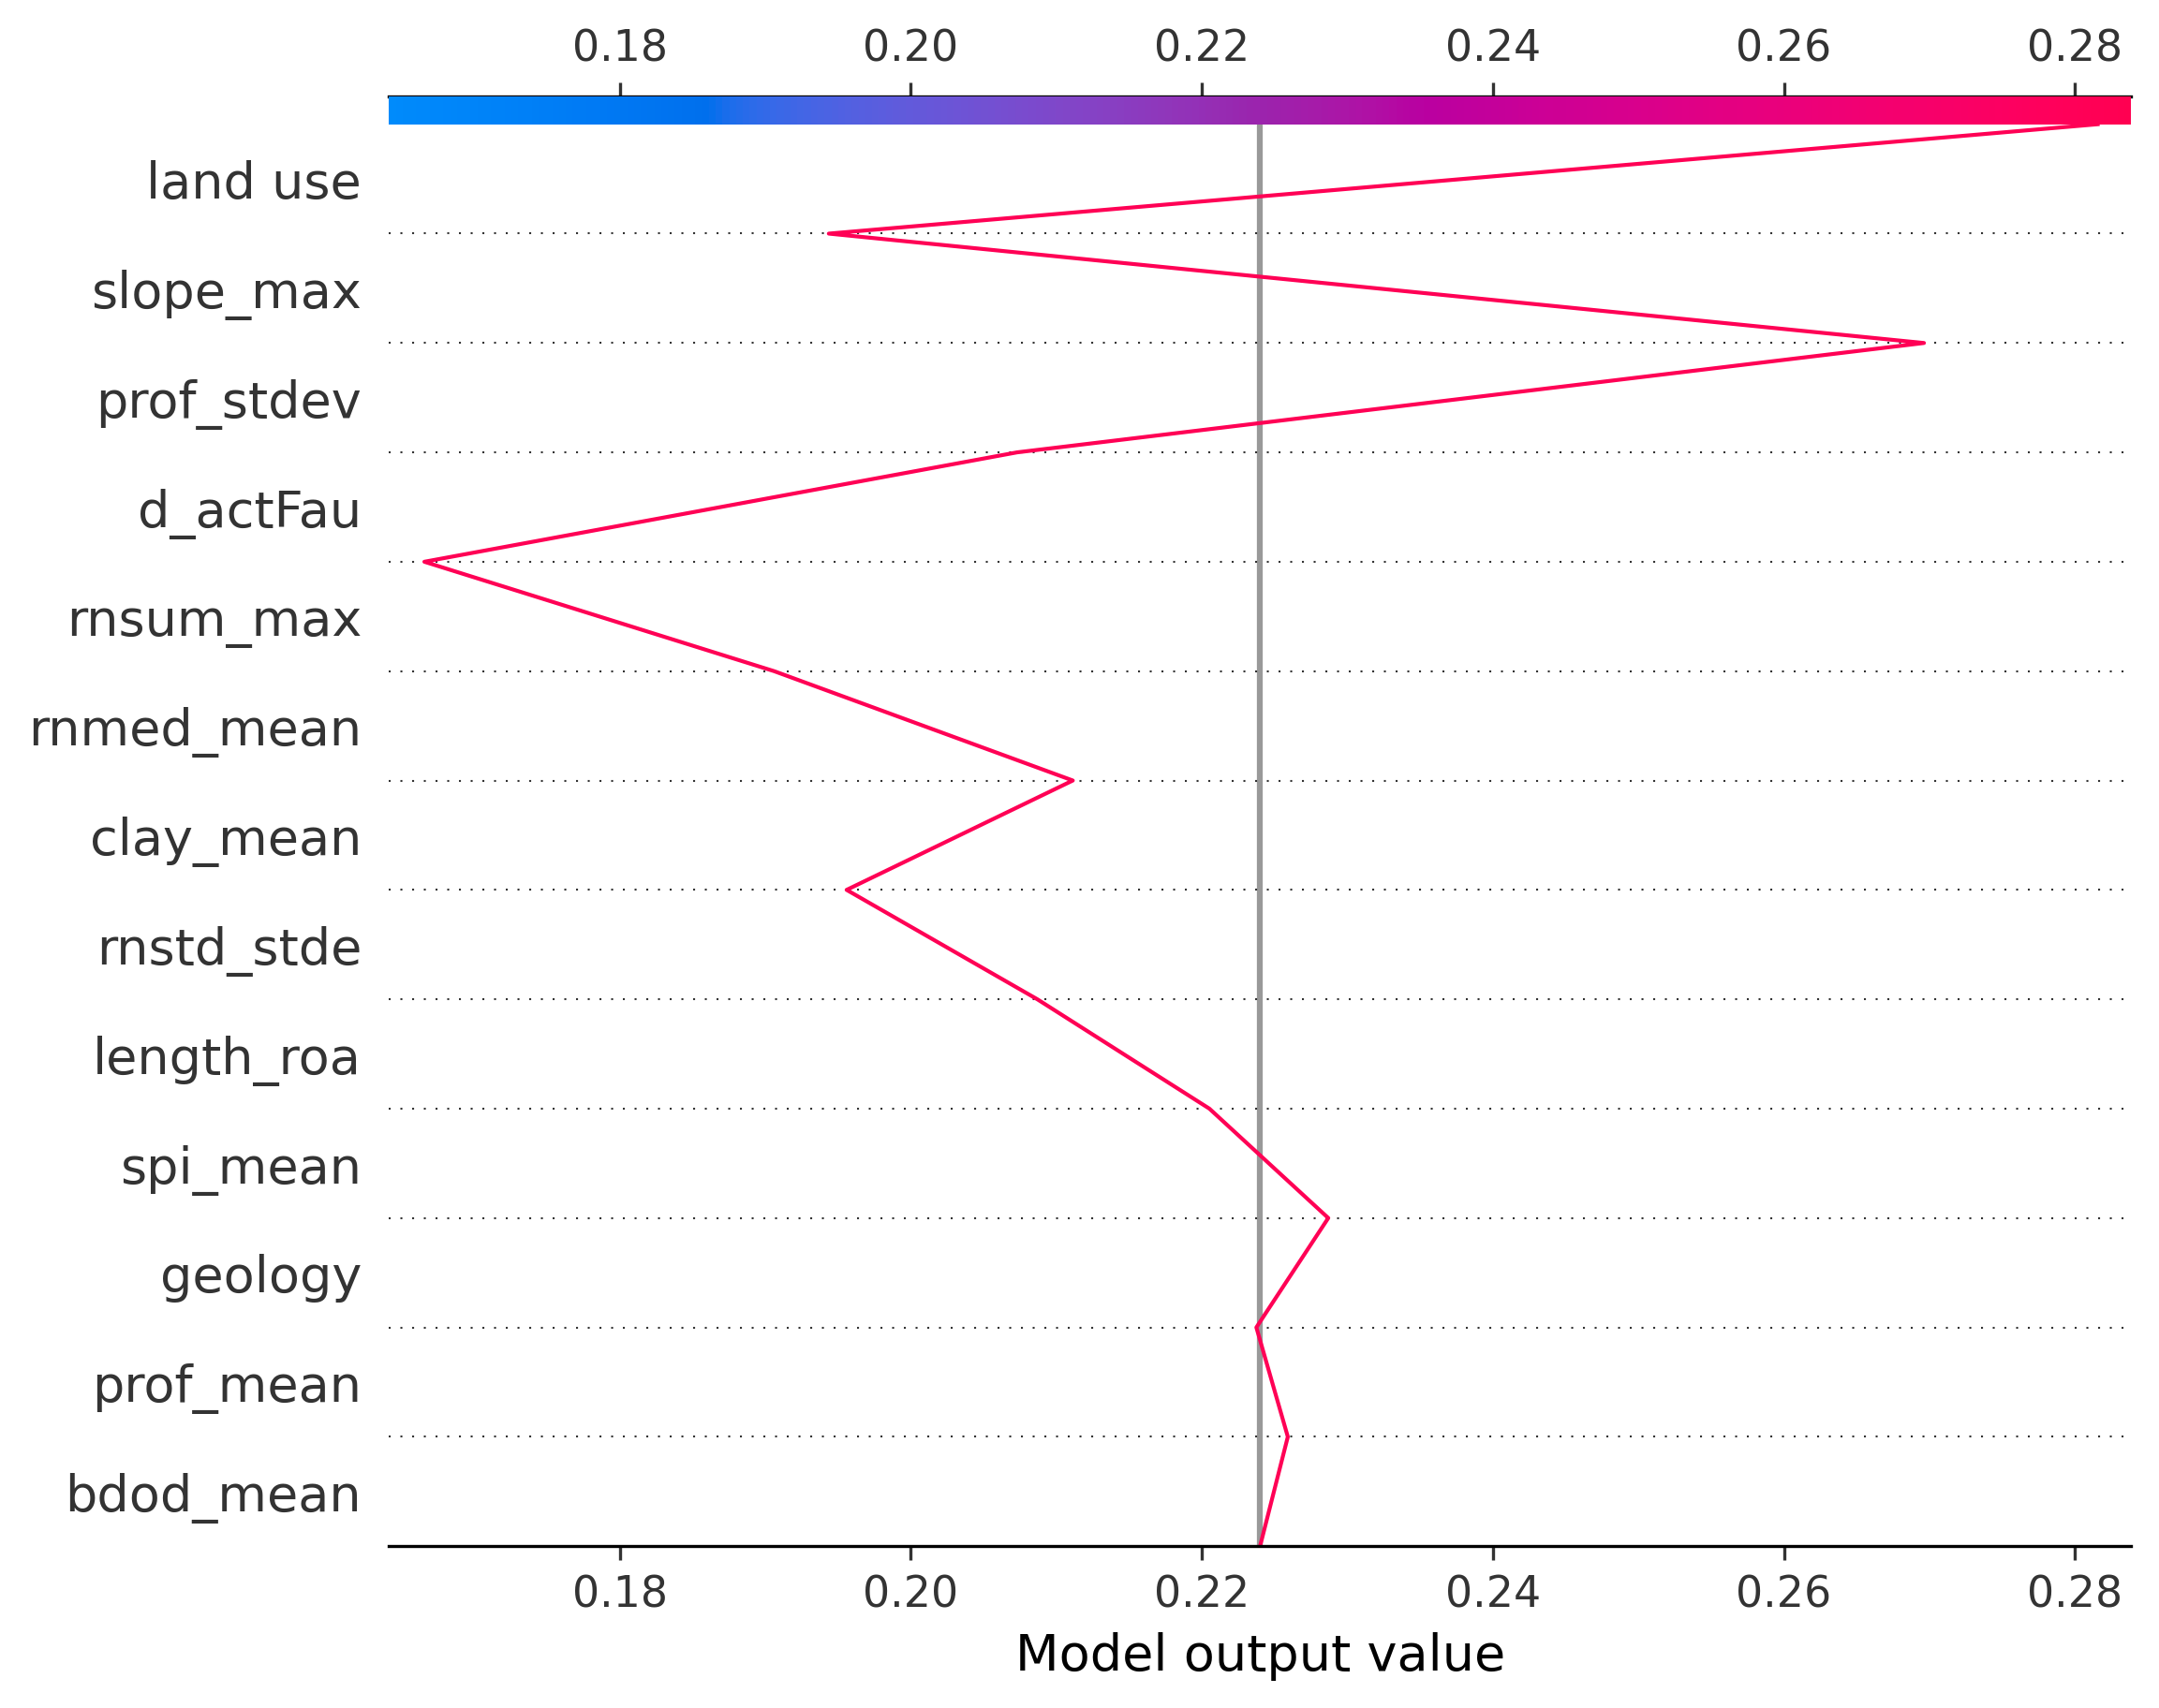 0.18 0.20 0.22 0.24 0.26 0.28
land use
slope_max
prof_stdev
d_actFau
rnsum_max
rnmed_mean
clay_mean
rnstd_stde
length_roa
spi_mean
geology
prof_mean
bdod_mean
0.18 0.20 0.22 0.24 0.26 0.28
Model output value